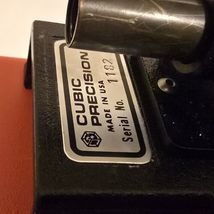 CUBIC
PRECISION
MADE IN USA
Serial No. 1182